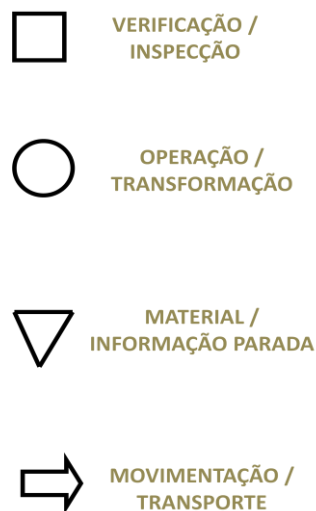 VERIFICAÇÃO /
INSPECÇÃO
OPERAÇÃO /
TRANSFORMAÇÃO
MATERIAL /
INFORMAÇÃO PARADA
MOVIMENTAÇÃO /
TRANSPORTE